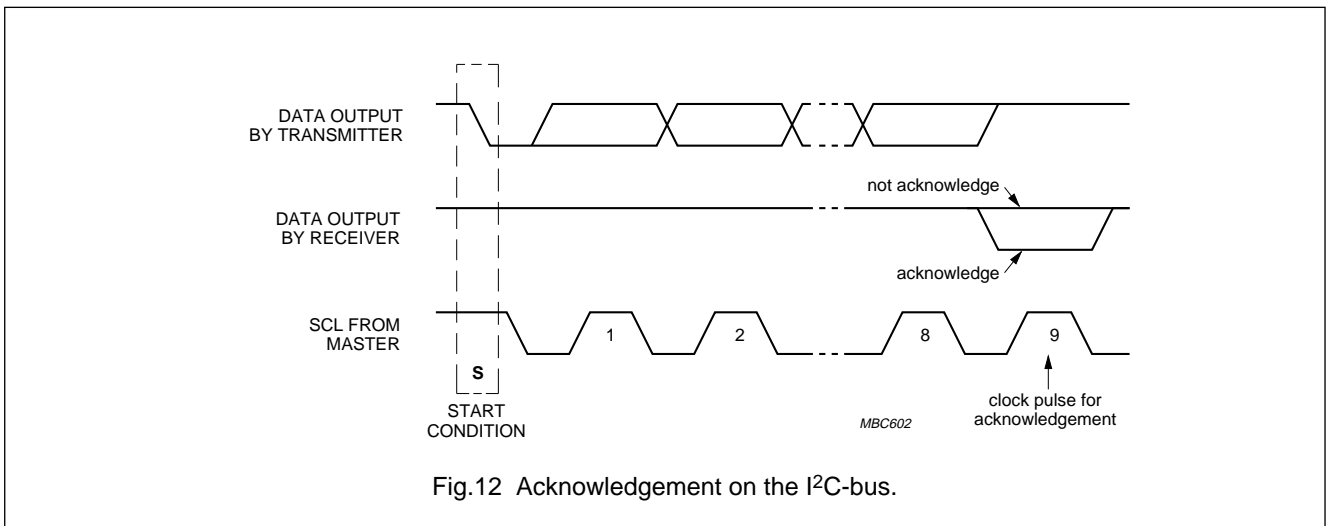 DATA OUTPUT
BY TRANSMITTER
not acknowledge
DATA OUTPUT
BY RECEIVER
acknowledge
SCL FROM
MASTER
1
2
8
9
S
START
CONDITION
clock pulse for
acknowledgement
MBC602
Fig.12 Acknowledgement on the I²C-bus.